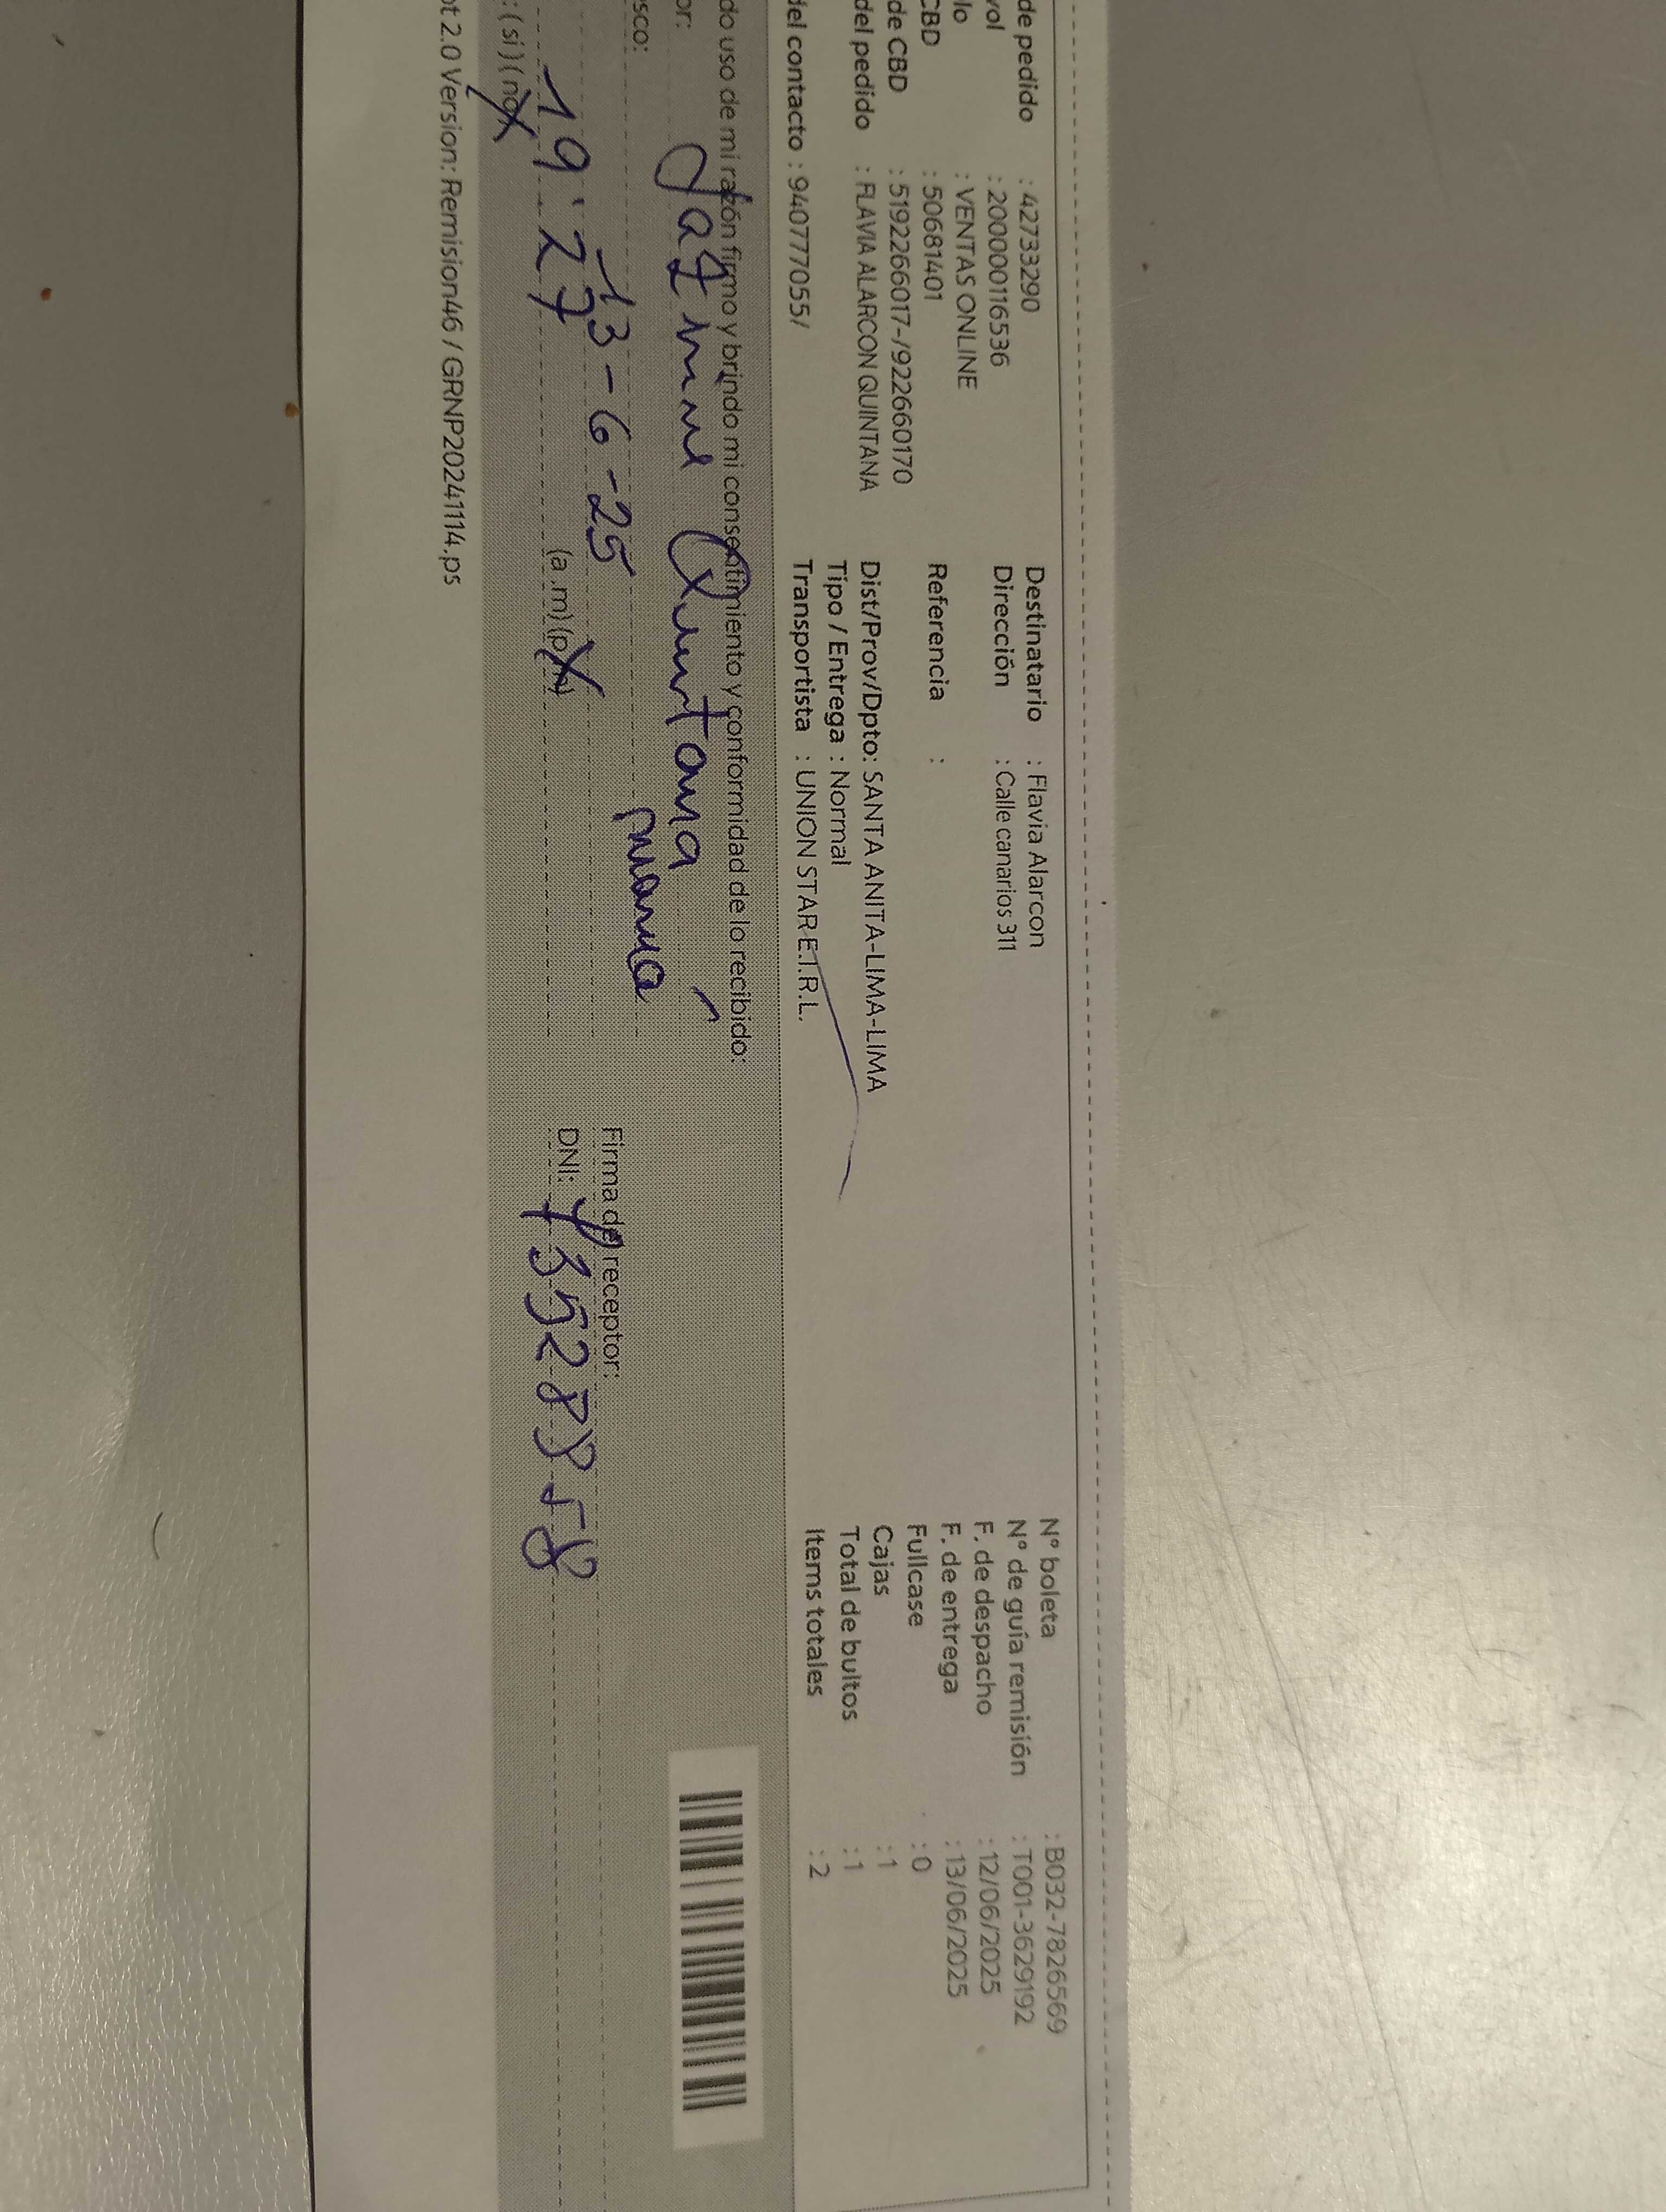 de pedido : 42733290
vol : 2000000116536
lo : VENTAS ONLINE
CBD : 50681401
de CBD : 5192266017-/922660170
del pedido : FLAVIA ALARCON QUINTANA
del contacto : 940777055/
Destinatario : Flavia Alarcon
Dirección : Calle canarios 311
Referencia :
Dist/Prov/Dpto: SANTA ANITA-LIMA-LIMA
Tipo / Entrega : Normal
Transportista : UNION STAR E.I.R.L.
Nº boleta : B032-7826569
Nº de guía remisión : T001-3629192
F. de despacho : 12/06/2025
F. de entrega : 13/06/2025
Fullcase : 0
Cajas : 1
Total de bultos : 1
Items totales : 2
do uso de mi razón firmo y brindo mi consentimiento y conformidad de lo recibido:
or: Quintana
sco: mama
13-6-25
19:27 (a.m) (p.m)
: ( si ) ( no )
Firma del receptor:
DNI:
ot 2.0 Version: Remision46 / GRNP20241114.ps